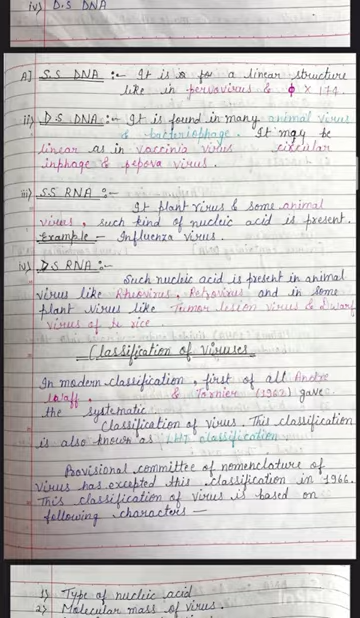 iv) D.S DNA
A] S.S DNA :- It is for a linear structure
like in parvovirus & φ X 174.
ii) D.S DNA :- It is found in many animal virus
& bacteriophage. It may be
linear as in vaccinia virus circular
inphage & pepova virus.
iii) SS RNA :-
It plant virus & some animal
virus, such kind of nucleic acid is present.
Example - Influenza virus.
iv) D.S RNA :-
Such nucleic acid is present in animal
virus like Rheovirus, and in some
plant virus like Tumor lesion virus & Dwarf
virus of rice.
Classification of viruses
In modern classification, first of all Andre
& Tornier (1962) gave
the systematic
Classification of virus. This classification
is also known as LHT classification
Provisional committee of nomenclature of
virus has excepted this classification in 1966.
This classification of virus is based on
following characters —
1) Type of nucleic acid
2) Molecular mass of virus.